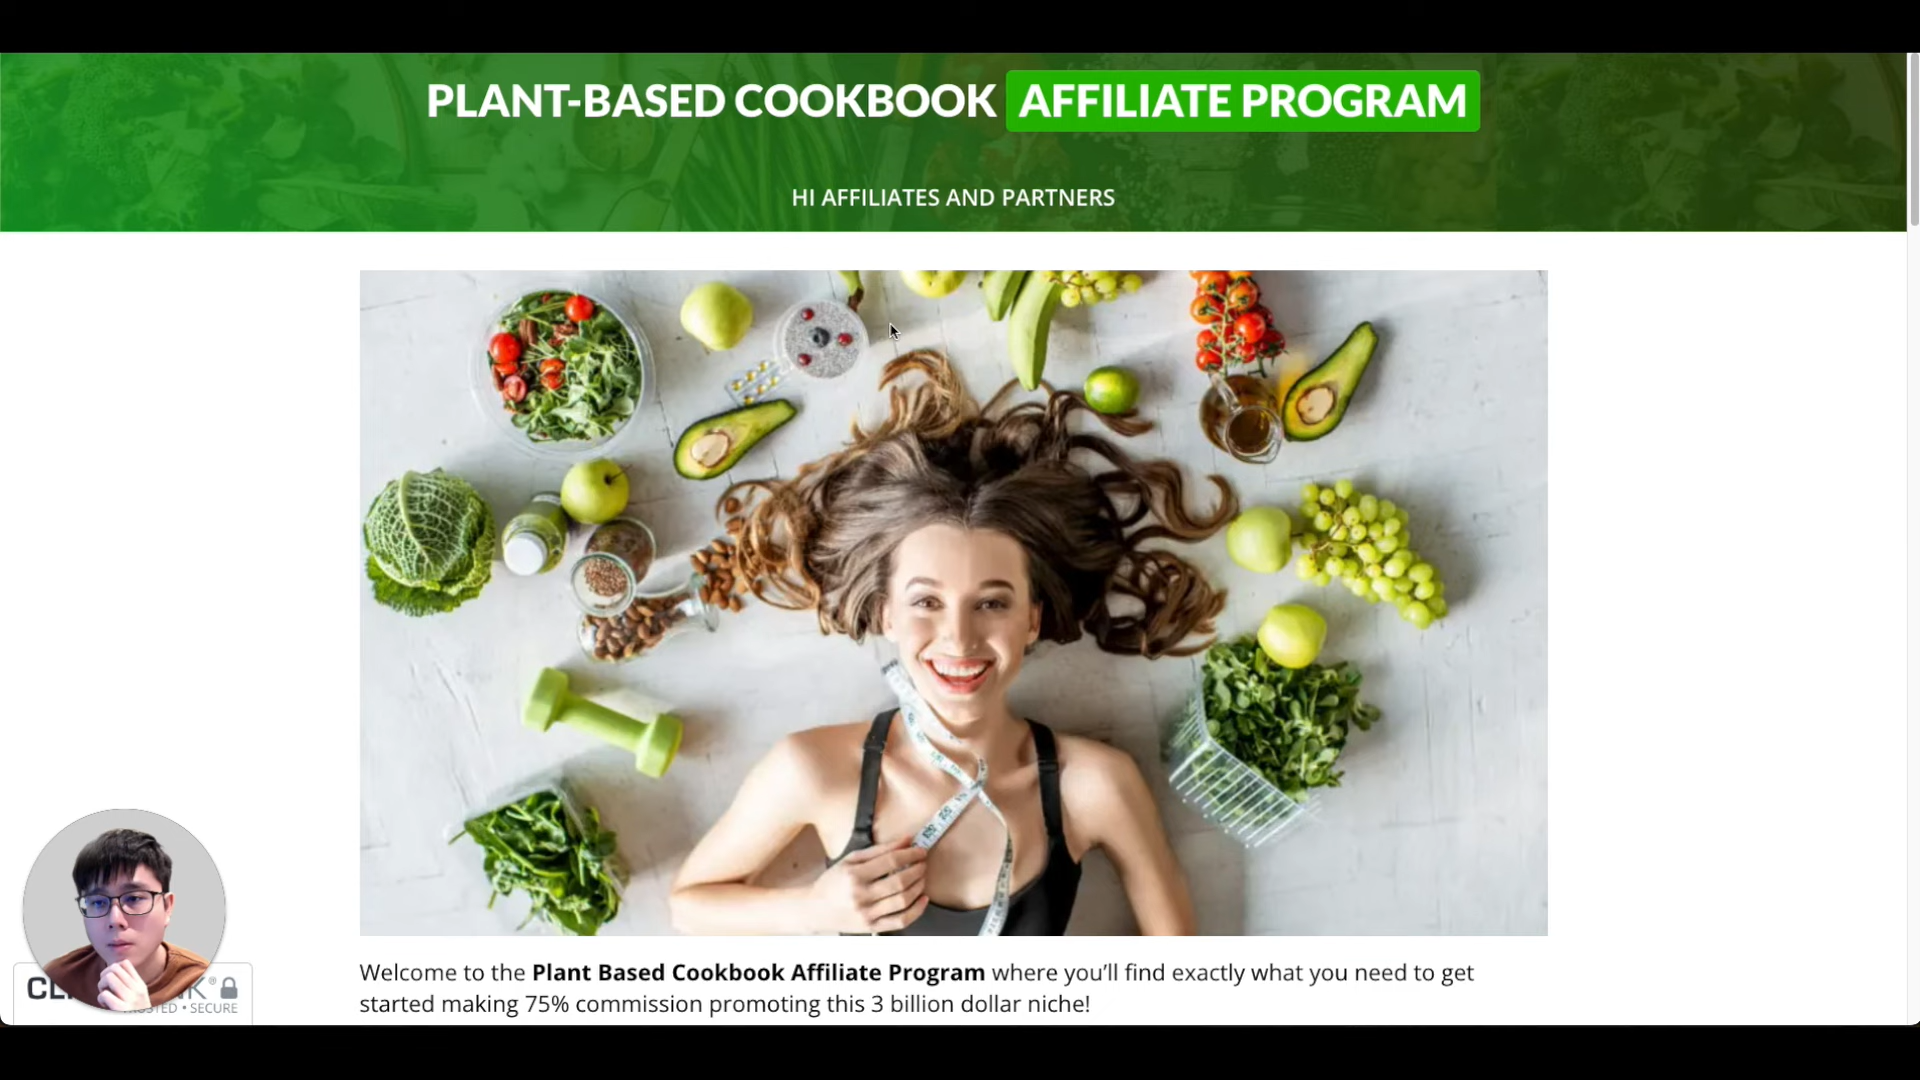 PLANT-BASED COOKBOOK AFFILIATE PROGRAM
HI AFFILIATES AND PARTNERS
Welcome to the Plant Based Cookbook Affiliate Program where you’ll find exactly what you need to get
started making 75% commission promoting this 3 billion dollar niche!
SECURE